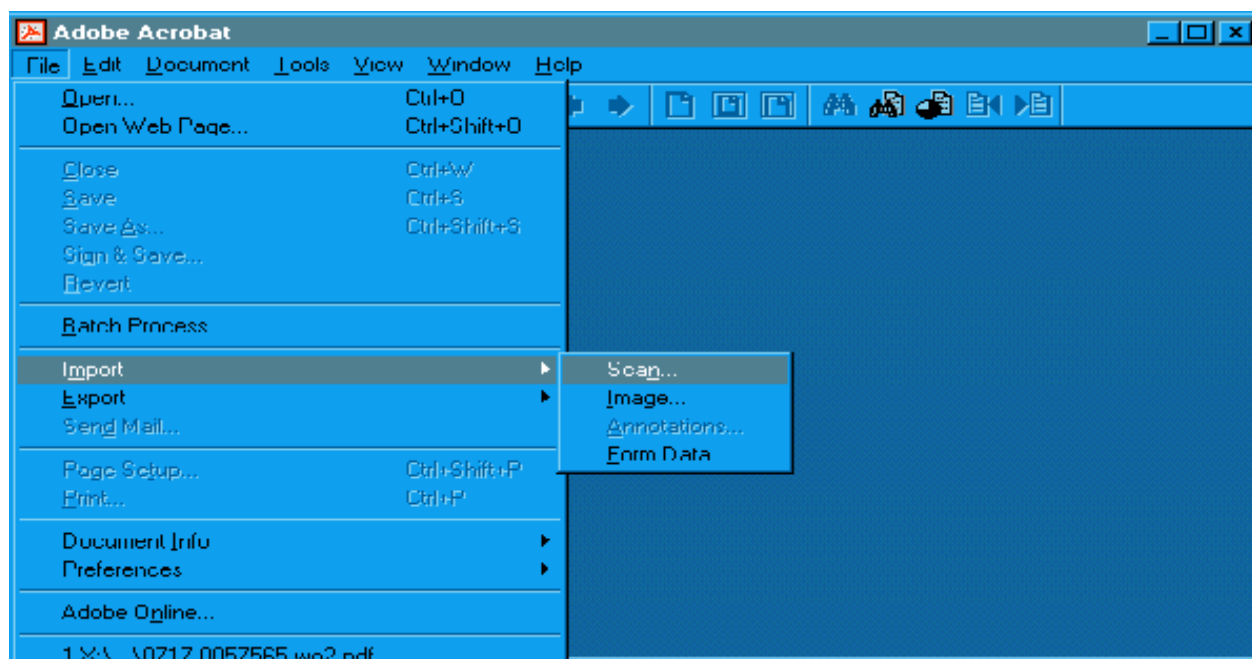 Adobe Acrobat
File Edit Document Tools View Window Help
Open... Ctrl+O
Open Web Page... Ctrl+Shift+O
Close Ctrl+W
Save Ctrl+S
Save As... Ctrl+Shift+S
Sign & Save...
Revert
Batch Process
Import
Scan...
Export
Image...
Send Mail...
Annotations...
Form Data
Page Setup... Ctrl+Shift+P
Print... Ctrl+P
Document Info
Preferences
Adobe Online...